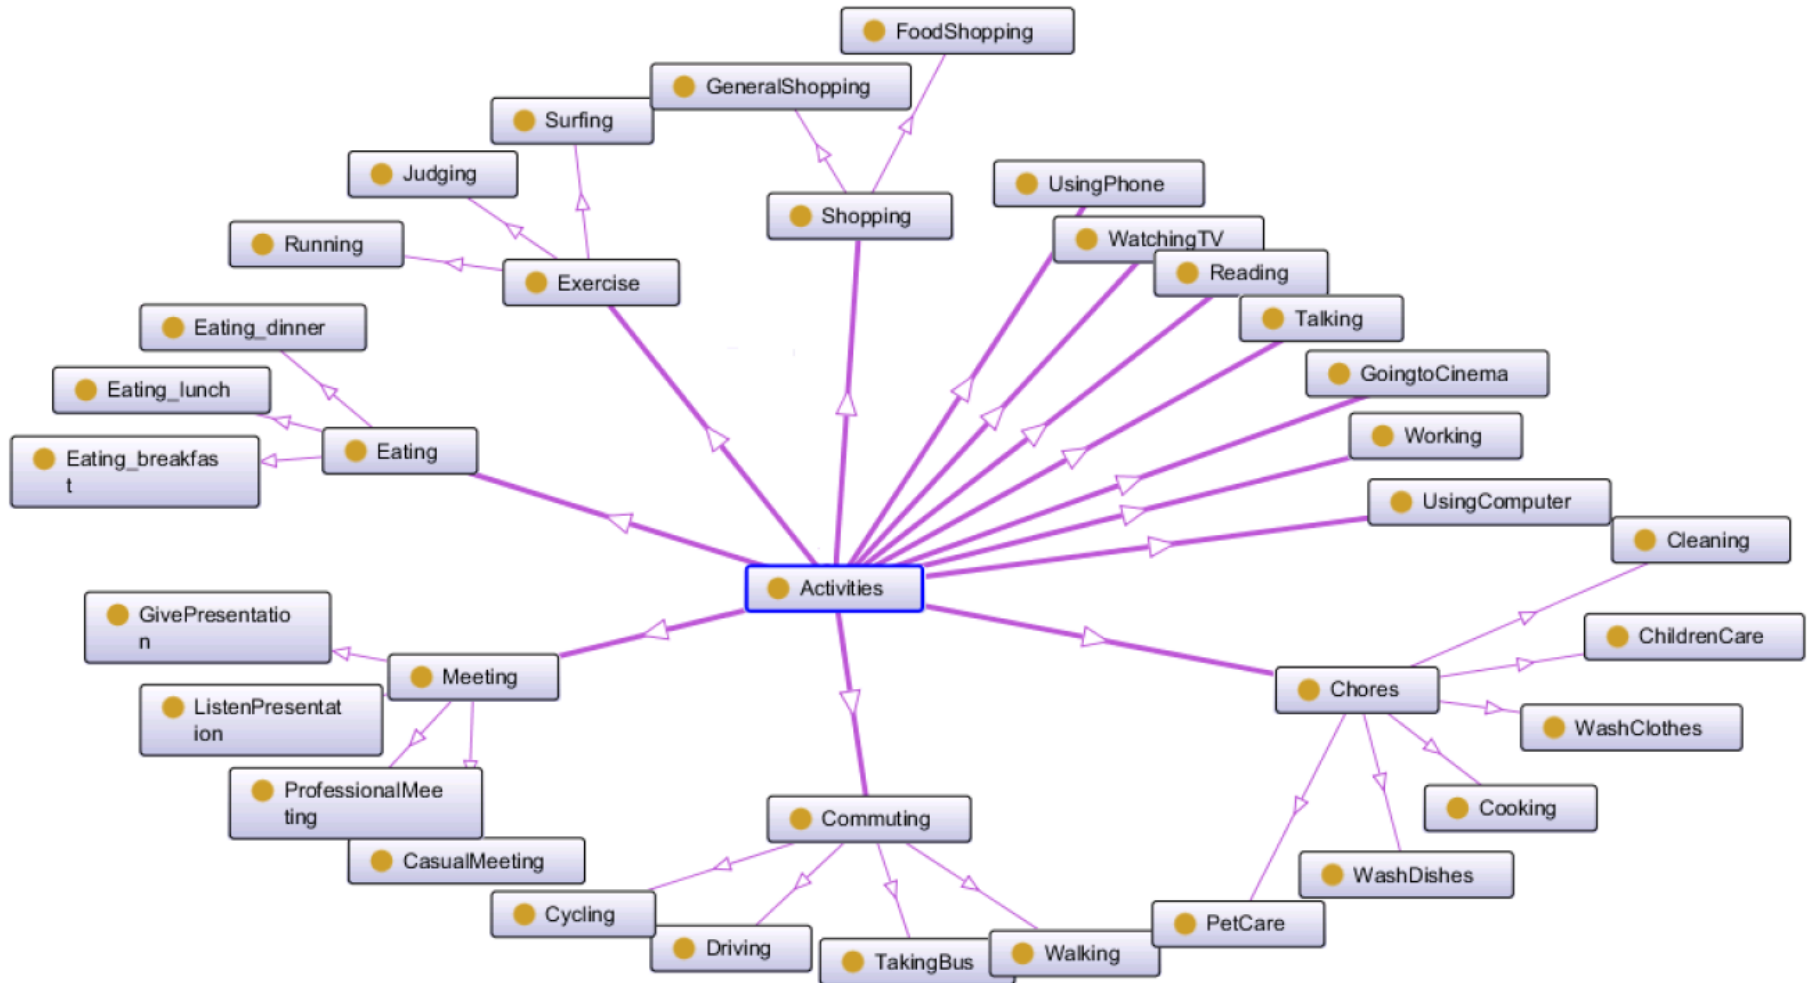 FoodShopping
GeneralShopping
Surfing
Judging
UsingPhone
Shopping
WatchingTV
Running
Reading
Exercise
Talking
Eating_dinner
GoingtoCinema
Eating_lunch
Working
Eating
Eating_breakfas
t
UsingComputer
Cleaning
Activities
GivePresentatio
n
ChildrenCare
Meeting
Chores
ListenPresentat
ion
WashClothes
ProfessionalMee
ting
Commuting
Cooking
CasualMeeting
WashDishes
Cycling
PetCare
Driving
TakingBus
Walking